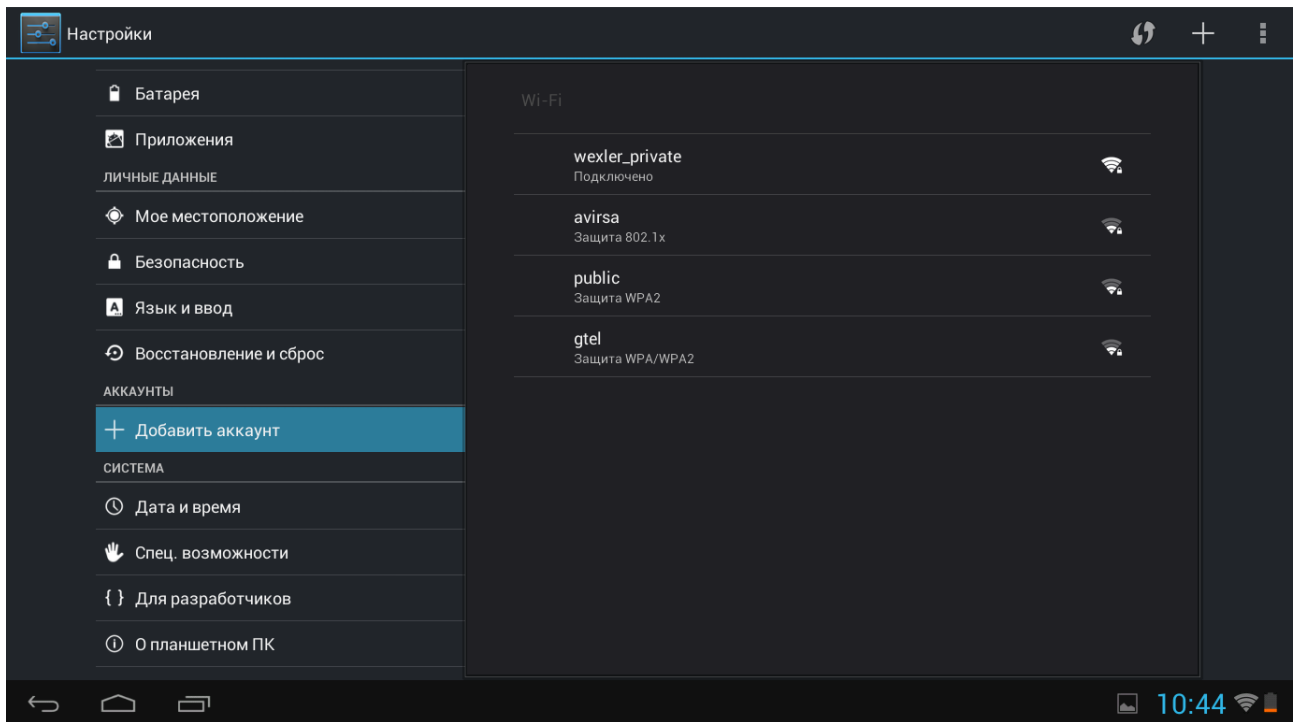 Настройки
Батарея
Приложения
ЛИЧНЫЕ ДАННЫЕ
Мое местоположение
Безопасность
Язык и ввод
Восстановление и сброс
АККАУНТЫ
Добавить аккаунт
СИСТЕМА
Дата и время
Спец. возможности
{ } Для разработчиков
О планшетном ПК
Wi-Fi
wexler_private
Подключено
avirsa
Защита 802.1x
public
Защита WPA2
gtel
Защита WPA/WPA2
10:44